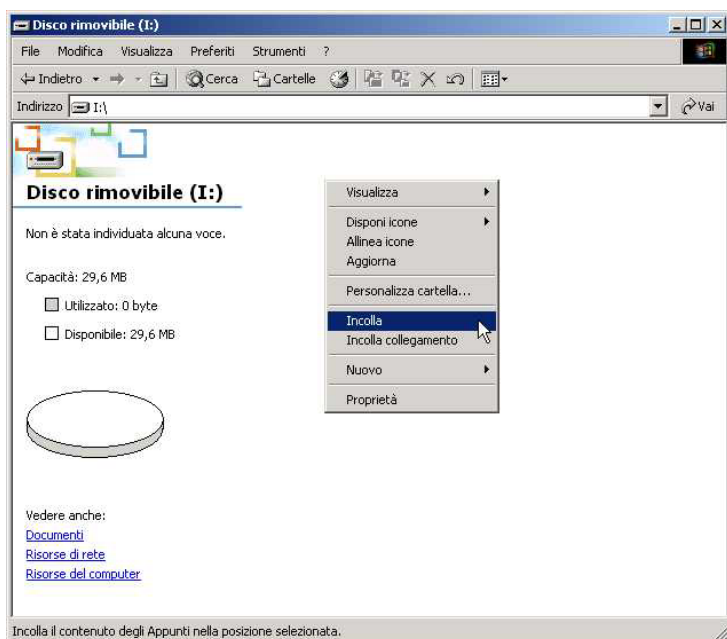 Disco rimovibile (I:)
File Modifica Visualizza Preferiti Strumenti ?
Indietro Cerca Cartelle
Indirizzo I:\ Vai
Disco rimovibile (I:)
Non è stata individuata alcuna voce.
Capacità: 29,6 MB
Utilizzato: 0 byte
Disponibile: 29,6 MB
Vedere anche:
Documenti
Risorse di rete
Risorse del computer
Visualizza
Disponi icone
Allinea icone
Aggiorna
Personalizza cartella...
Incolla
Incolla collegamento
Nuovo
Proprietà
Incolla il contenuto degli Appunti nella posizione selezionata.